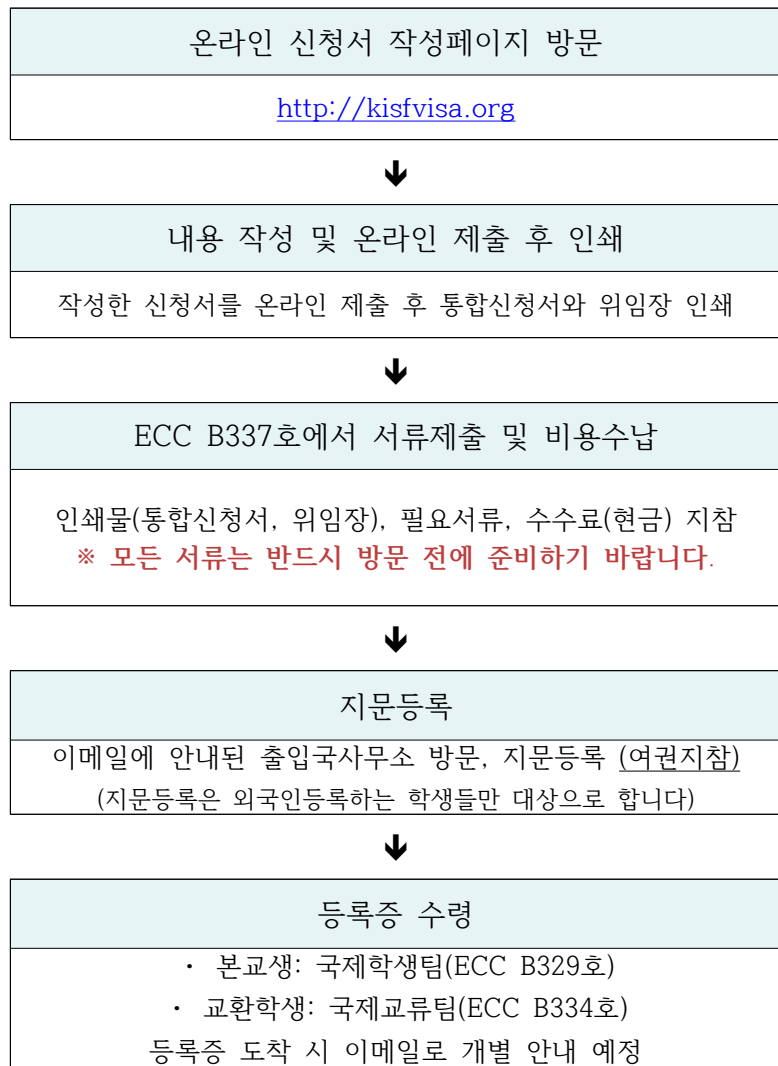 온라인 신청서 작성페이지 방문
http://kisfvisa.org
내용 작성 및 온라인 제출 후 인쇄
작성한 신청서를 온라인 제출 후 통합신청서와 위임장 인쇄
ECC B337호에서 서류제출 및 비용수납
인쇄물(통합신청서, 위임장), 필요서류, 수수료(현금) 지참
※ 모든 서류는 반드시 방문 전에 준비하기 바랍니다.
지문등록
이메일에 안내된 출입국사무소 방문, 지문등록 (여권지참)
(지문등록은 외국인등록하는 학생들만 대상으로 합니다)
등록증 수령
· 본교생: 국제학생팀(ECC B329호)
· 교환학생: 국제교류팀(ECC B334호)
등록증 도착 시 이메일로 개별 안내 예정